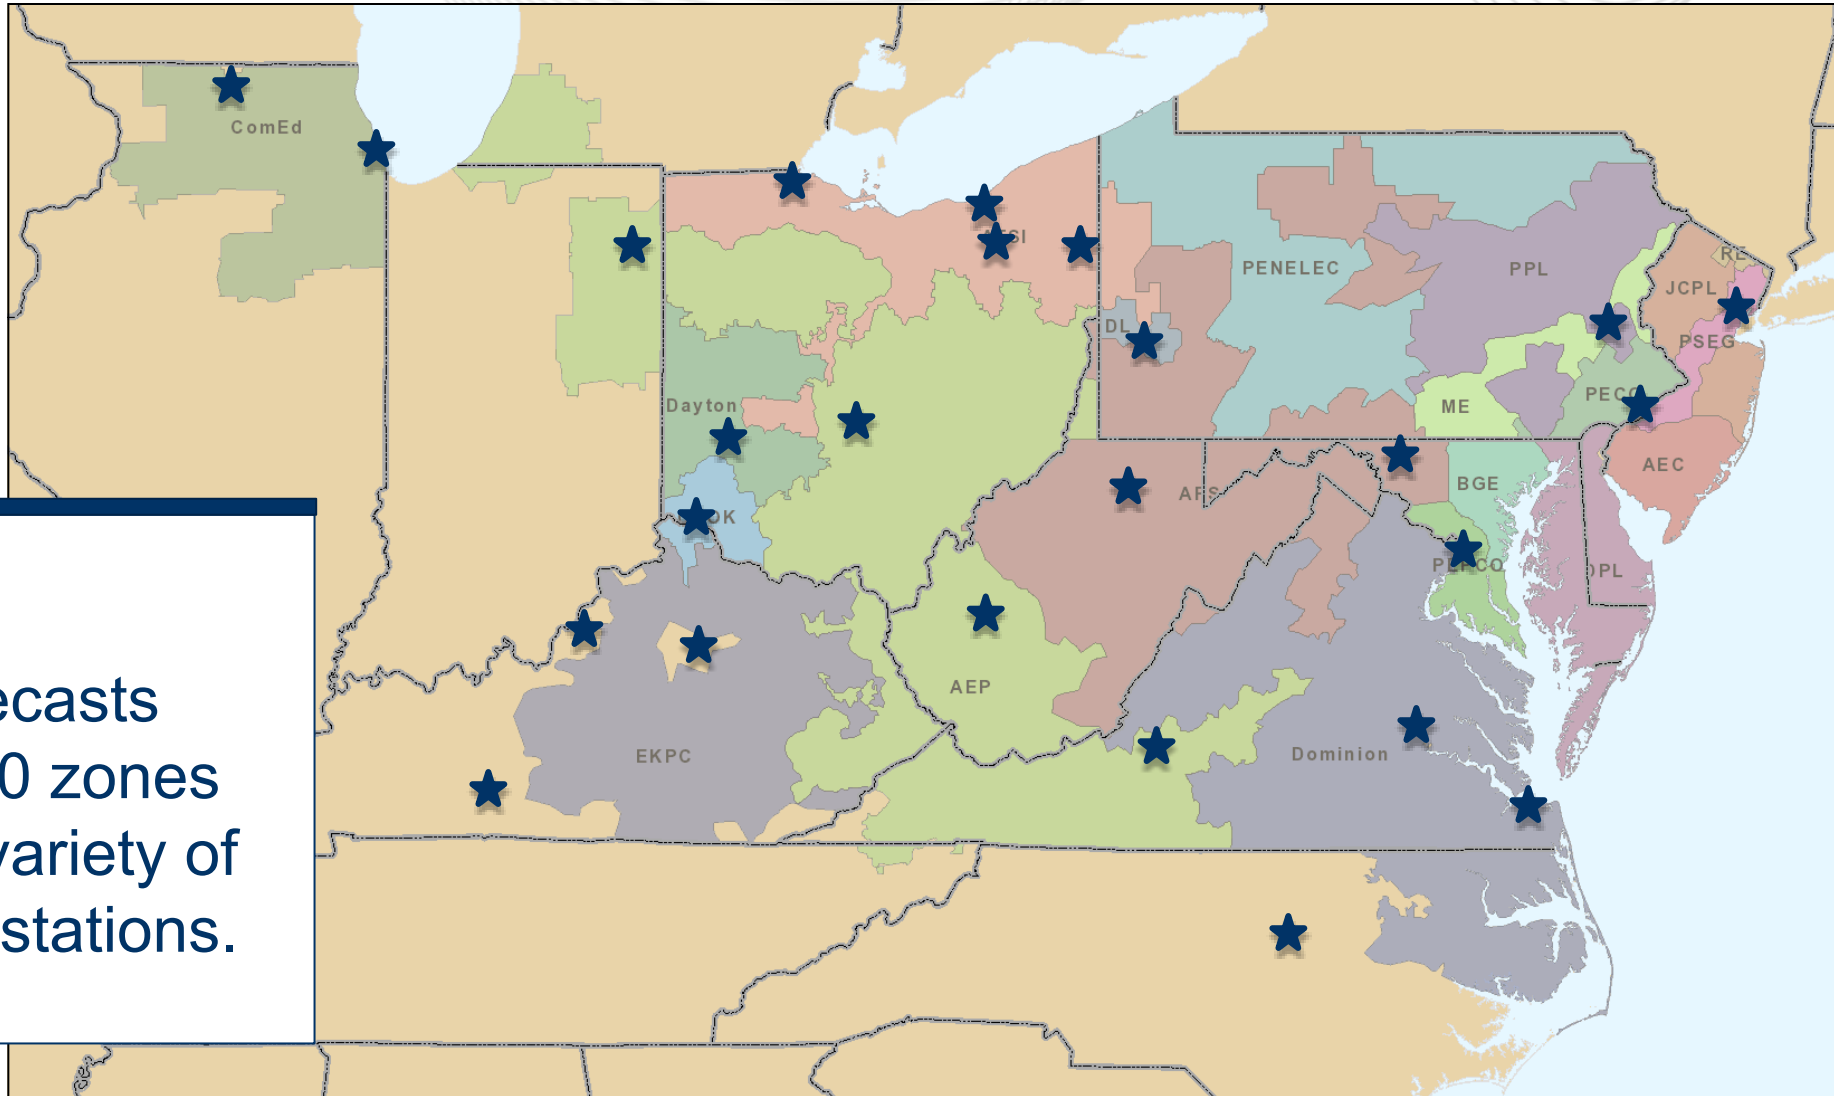 ComEd
PENELEC
PPL
JCPL
DL
PSEG
Dayton
ME
AEC
BGE
AEP
EKPC
Dominion
ecasts
0 zones
variety of
stations.